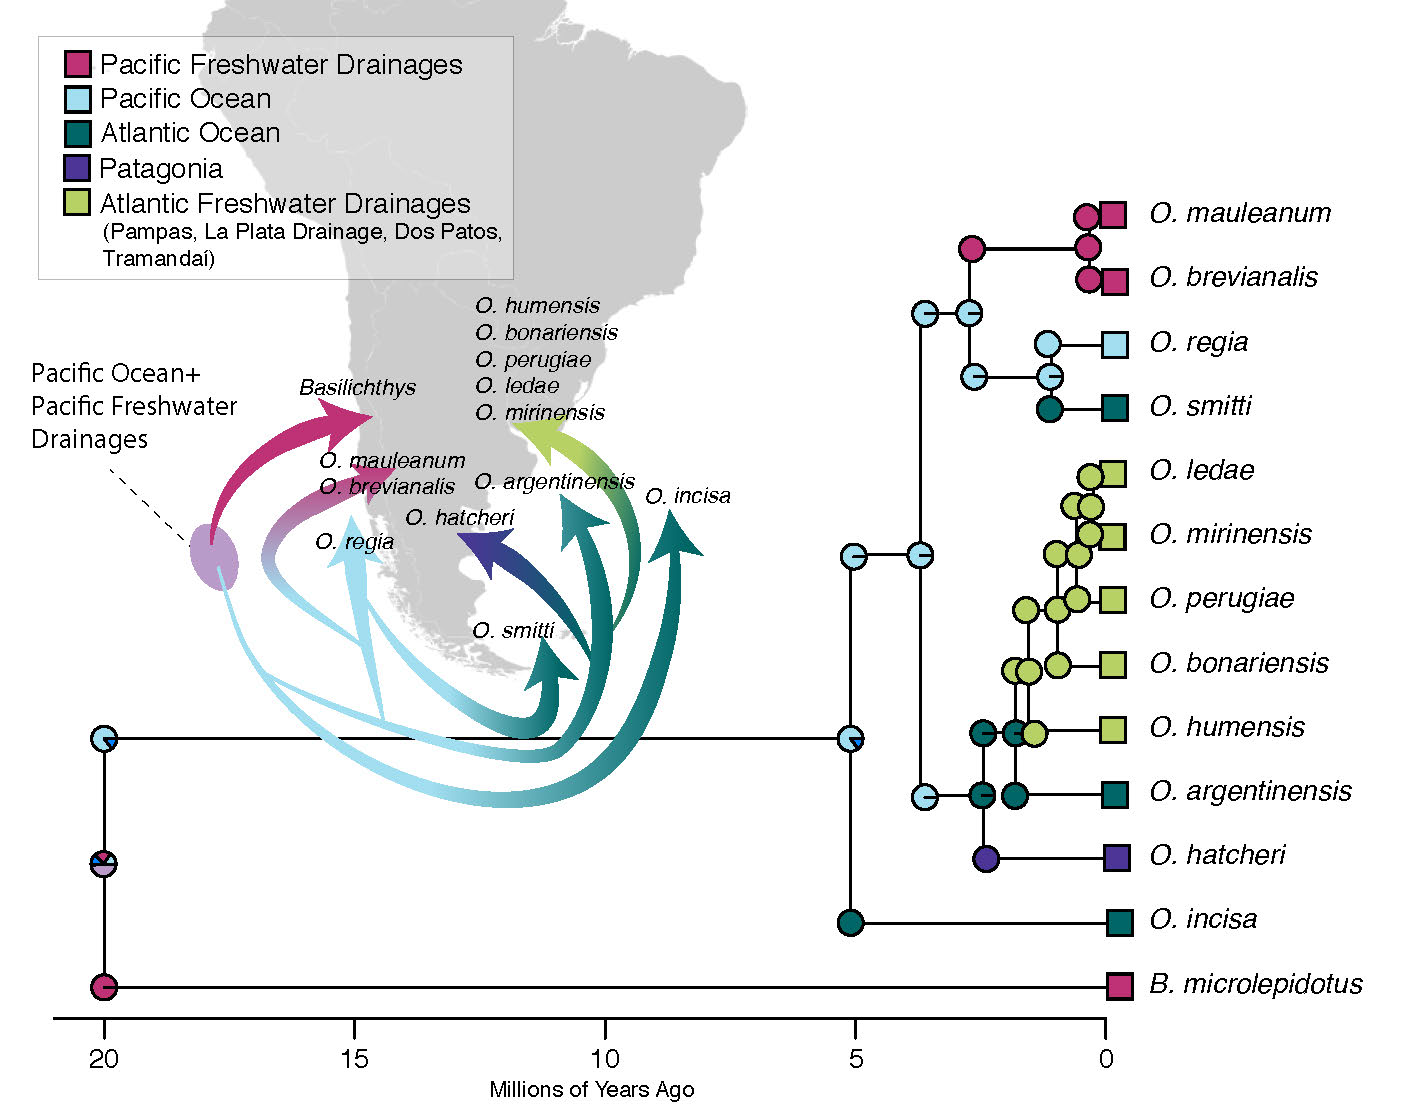 Pacific Freshwater Drainages
Pacific Ocean
Atlantic Ocean
Patagonia
Atlantic Freshwater Drainages
(Pampas, La Plata Drainage, Dos Patos,
Tramandaí)
Pacific Ocean+
Pacific Freshwater
Drainages
Basilichthys
O. humensis
O. bonariensis
O. perugiae
O. ledae
O. mirinensis
O. mauleanum
O. brevianalis
O. argentinensis
O. incisa
O. hatcheri
O. regia
O. smitti
O. mauleanum
O. brevianalis
O. regia
O. smitti
O. ledae
O. mirinensis
O. perugiae
O. bonariensis
O. humensis
O. argentinensis
O. hatcheri
O. incisa
B. microlepidotus
20 15 10 5 0
Millions of Years Ago